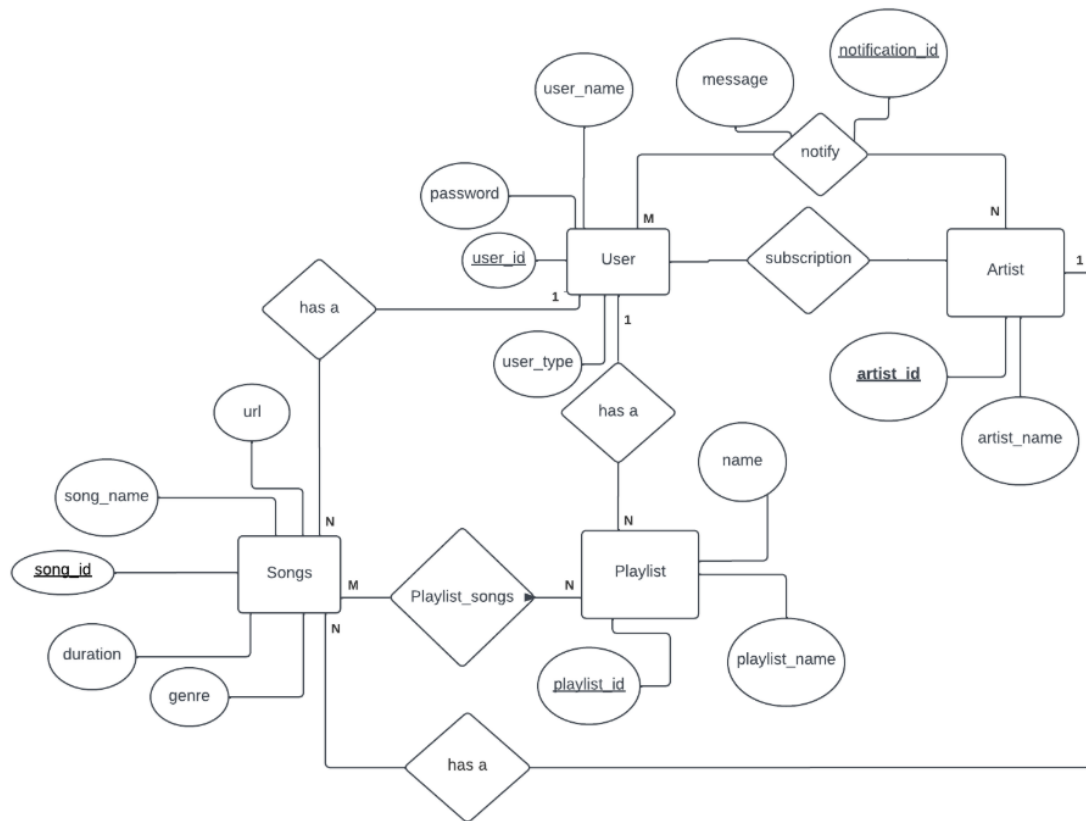 notification_id
message
user_name
notify
password
M
N
user_id
User
subscription
Artist
1
has a
1
1
user_type
artist_id
has a
url
artist_name
name
song_name
N
N
song_id
Songs
M
Playlist_songs
N
Playlist
N
duration
playlist_name
genre
playlist_id
has a